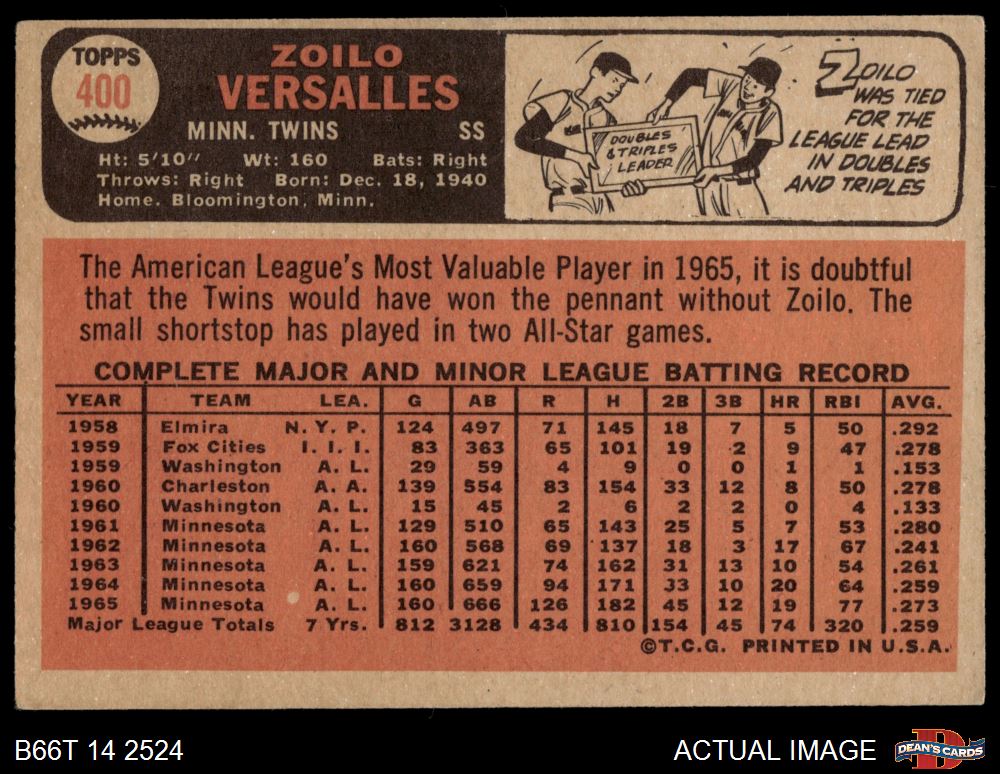 TOPPS
400
ZOILO
VERSALLES
MINN. TWINS SS
Ht: 5'10" Wt: 160 Bats: Right
Throws: Right Born: Dec. 18, 1940
Home. Bloomington, Minn.
DOUBLES
& TRIPLES
LEADER
ZOILO
WAS TIED
FOR THE
LEAGUE LEAD
IN DOUBLES
AND TRIPLES
The American League's Most Valuable Player in 1965, it is doubtful
that the Twins would have won the pennant without Zoilo. The
small shortstop has played in two All-Star games.
COMPLETE MAJOR AND MINOR LEAGUE BATTING RECORD
YEAR TEAM LEA. G AB R H 2B 3B HR RBI AVG.
1958 Elmira N. Y. P. 124 497 71 145 18 7 5 50 .292
1959 Fox Cities I. I. I. 83 363 65 101 19 2 9 47 .278
1959 Washington A. L. 29 59 4 9 0 0 1 1 .153
1960 Charleston A. A. 139 554 83 154 33 12 8 50 .278
1960 Washington A. L. 15 45 2 6 2 2 0 4 .133
1961 Minnesota A. L. 129 510 65 143 25 5 7 53 .280
1962 Minnesota A. L. 160 568 69 137 18 3 17 67 .241
1963 Minnesota A. L. 159 621 74 162 31 13 10 54 .261
1964 Minnesota A. L. 160 659 94 171 33 10 20 64 .259
1965 Minnesota A. L. 160 666 126 182 45 12 19 77 .273
Major League Totals 7 Yrs. 812 3128 434 810 154 45 74 320 .259
©T.C.G. PRINTED IN U.S.A.
B66T 14 2524
ACTUAL IMAGE
DEAN'S CARDS